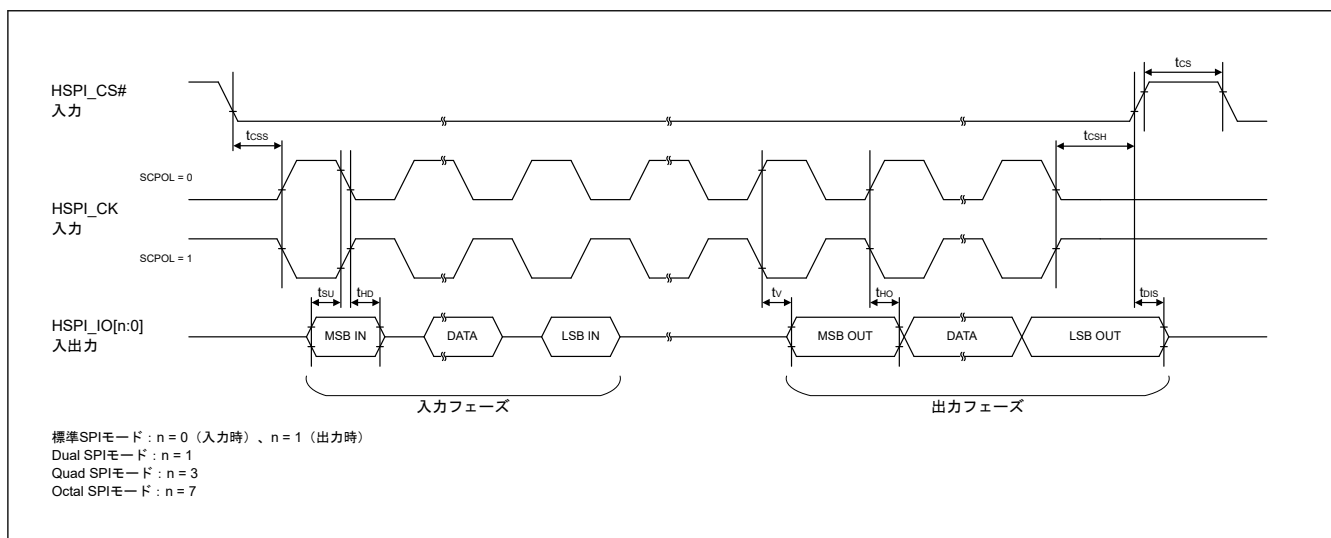 HSPI_CS#
入力
tCS
tCSS
tCSH
SCPOL = 0
HSPI_CK
入力
SCPOL = 1
tSU
tHD
tV
tHO
tDIS
HSPI_IO[n:0]
入出力
MSB IN
DATA
LSB IN
MSB OUT
DATA
LSB OUT
入力フェーズ
出力フェーズ
標準SPIモード：n = 0（入力時）、n = 1（出力時）
Dual SPIモード：n = 1
Quad SPIモード：n = 3
Octal SPIモード：n = 7